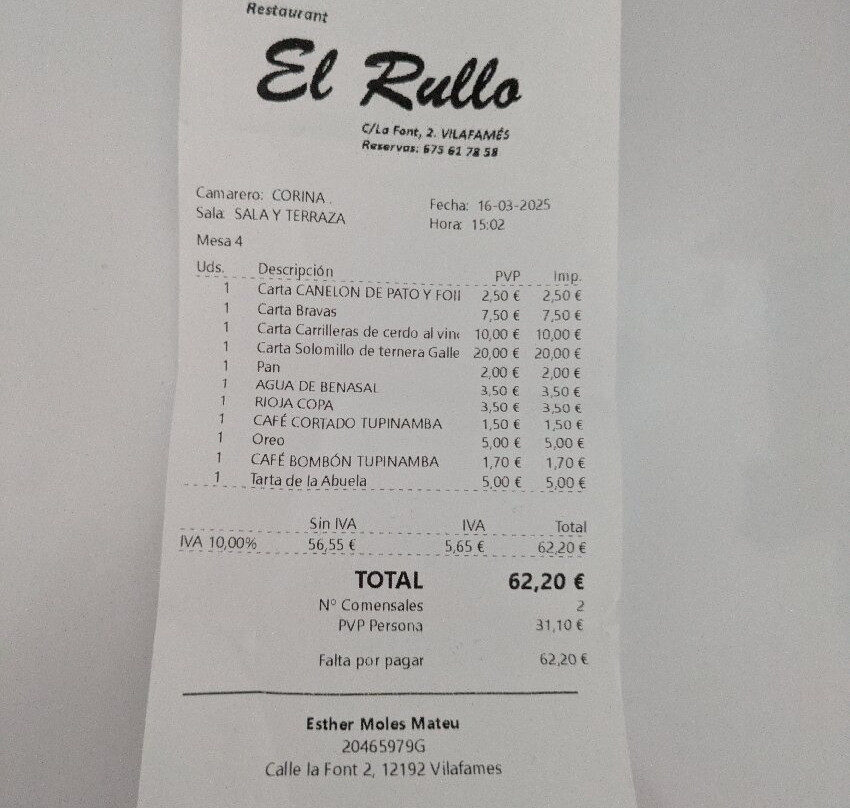 Restaurant
El Rullo
C/La Font, 2. VILAFAMÉS
Reservas: 675 61 78 58
Camarero: CORINA .
Fecha: 16-03-2025
Sala: SALA Y TERRAZA
Hora: 15:02
Mesa 4
Uds. Descripción PVP Imp.
1 Carta CANELON DE PATO Y FOII 2,50 € 2,50 €
1 Carta Bravas 7,50 € 7,50 €
1 Carta Carrilleras de cerdo al vino 10,00 € 10,00 €
1 Carta Solomillo de ternera Galle 20,00 € 20,00 €
1 Pan 2,00 € 2,00 €
1 AGUA DE BENASAL 3,50 € 3,50 €
1 RIOJA COPA 3,50 € 3,50 €
1 CAFÉ CORTADO TUPINAMBA 1,50 € 1,50 €
1 Oreo 5,00 € 5,00 €
1 CAFÉ BOMBÓN TUPINAMBA 1,70 € 1,70 €
1 Tarta de la Abuela 5,00 € 5,00 €
Sin IVA IVA Total
IVA 10,00% 56,55 € 5,65 € 62,20 €
TOTAL 62,20 €
Nº Comensales 2
PVP Persona 31,10 €
Falta por pagar 62,20 €
Esther Moles Mateu
20465979G
Calle la Font 2, 12192 Vilafames